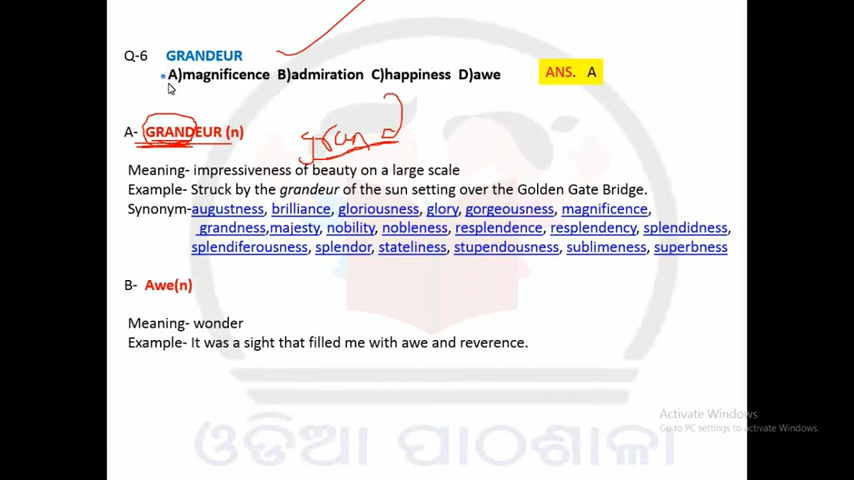 Q-6 GRANDEUR
A)magnificence B)admiration C)happiness D)awe
ANS. A
A- GRANDEUR (n)
grand
Meaning- impressiveness of beauty on a large scale
Example- Struck by the grandeur of the sun setting over the Golden Gate Bridge.
Synonym-augustness, brilliance, gloriousness, glory, gorgeousness, magnificence,
grandness,majesty, nobility, nobleness, resplendence, resplendency, splendidness,
splendiferousness, splendor, stateliness, stupendousness, sublimeness, superbness
B- Awe(n)
Meaning- wonder
Example- It was a sight that filled me with awe and reverence.
Activate Windows
Go to PC settings to activate Windows.
ଓଡିଆ ପାଠଶାଳା